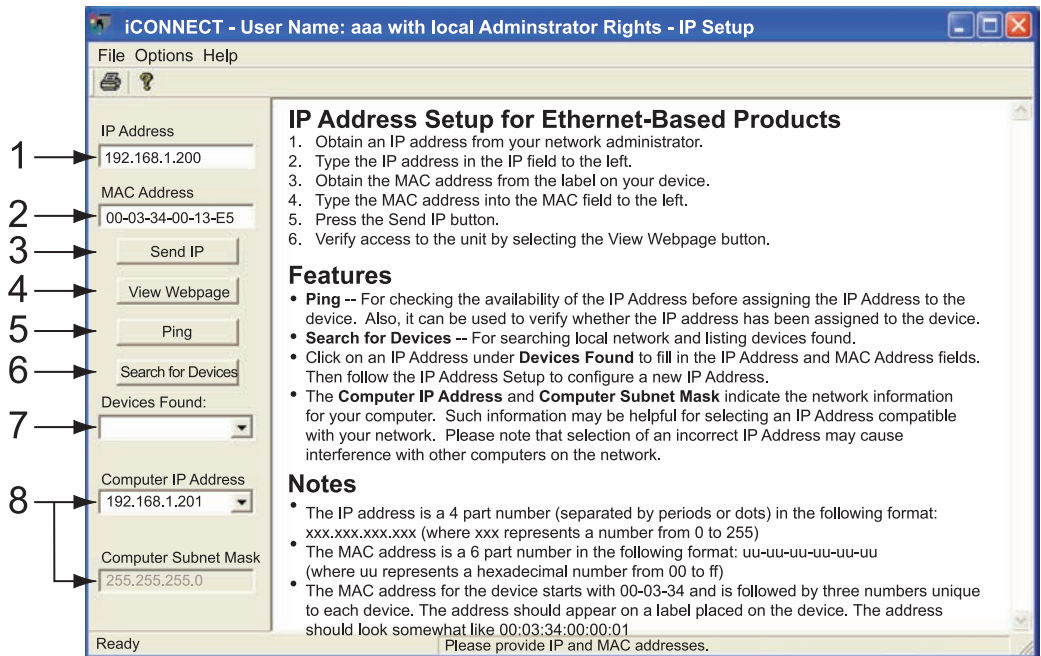 iCONNECT - User Name: aaa with local Adminstrator Rights - IP Setup
File Options Help
IP Address
1
192.168.1.200
MAC Address
2
00-03-34-00-13-E5
3
Send IP
4
View Webpage
5
Ping
6
Search for Devices
Devices Found:
7
Computer IP Address
8
192.168.1.201
Computer Subnet Mask
255.255.255.0
IP Address Setup for Ethernet-Based Products
1. Obtain an IP address from your network administrator.
2. Type the IP address in the IP field to the left.
3. Obtain the MAC address from the label on your device.
4. Type the MAC address into the MAC field to the left.
5. Press the Send IP button.
6. Verify access to the unit by selecting the View Webpage button.
Features
• Ping -- For checking the availability of the IP Address before assigning the IP Address to the
device. Also, it can be used to verify whether the IP address has been assigned to the device.
• Search for Devices -- For searching local network and listing devices found.
• Click on an IP Address under Devices Found to fill in the IP Address and MAC Address fields.
Then follow the IP Address Setup to configure a new IP Address.
• The Computer IP Address and Computer Subnet Mask indicate the network information
for your computer. Such information may be helpful for selecting an IP Address compatible
with your network. Please note that selection of an incorrect IP Address may cause
interference with other computers on the network.
Notes
• The IP address is a 4 part number (separated by periods or dots) in the following format:
xxx.xxx.xxx.xxx (where xxx represents a number from 0 to 255)
• The MAC address is a 6 part number in the following format: uu-uu-uu-uu-uu-uu
(where uu represents a hexadecimal number from 00 to ff)
• The MAC address for the device starts with 00-03-34 and is followed by three numbers unique
to each device. The address should appear on a label placed on the device. The address
should look somewhat like 00:03:34:00:00:01
Ready
Please provide IP and MAC addresses.